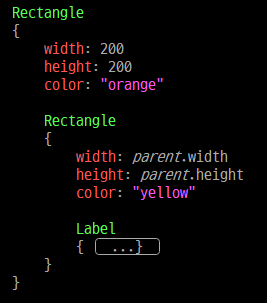 Rectangle
{
    width: 200
    height: 200
    color: "orange"

    Rectangle
    {
        width: parent.width
        height: parent.height
        color: "yellow"

        Label
        { ...}
    }
}